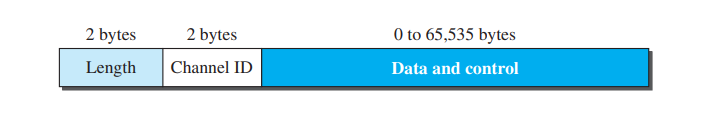 2 bytes 2 bytes 0 to 65,535 bytes
Length Channel ID Data and control